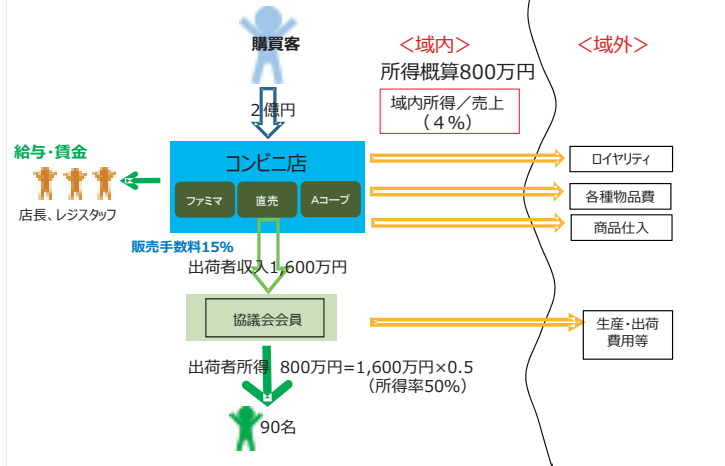 購買客
<域内>
<域外>
所得概算800万円
2億円
域内所得／売上
（４%）
給与・賃金
コンビニ店
ロイヤリティ
ファミマ
直売
Aコープ
各種物品費
店長、レジスタッフ
商品仕入
販売手数料15%
出荷者収入1,600万円
協議会会員
生産・出荷
費用等
出荷者所得 800万円=1,600万円×0.5
（所得率50%）
90名